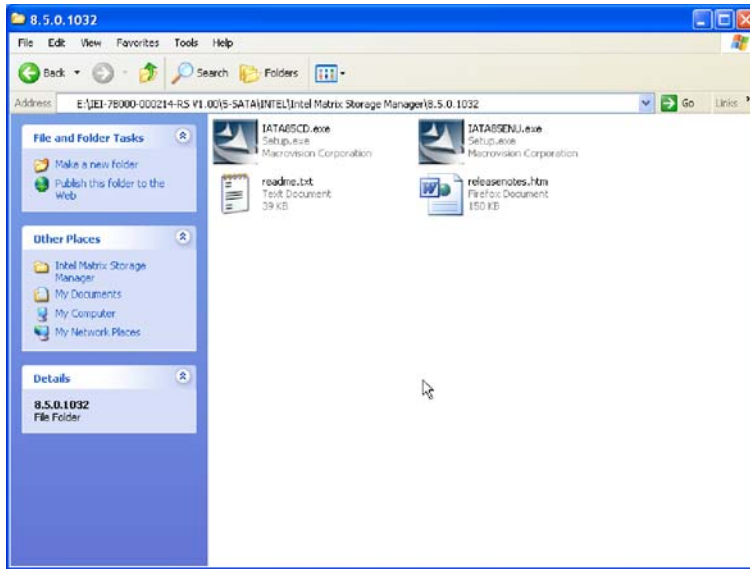 8.5.0.1032
File Edit View Favorites Tools Help
Back Search Folders
Address E:\IEI-7B000-000214-RS V1.00\5-SATA\INTEL\Intel Matrix Storage Manager\8.5.0.1032 Go Links
File and Folder Tasks
Make a new folder
Publish this folder to the
Web
Other Places
Intel Matrix Storage
Manager
My Documents
My Computer
My Network Places
Details
8.5.0.1032
File Folder
IATA85CD.exe
Setup.exe
Macrovision Corporation
IATA85ENU.exe
Setup.exe
Macrovision Corporation
readme.txt
Text Document
39 KB
releasenotes.htm
Firefox Document
150 KB